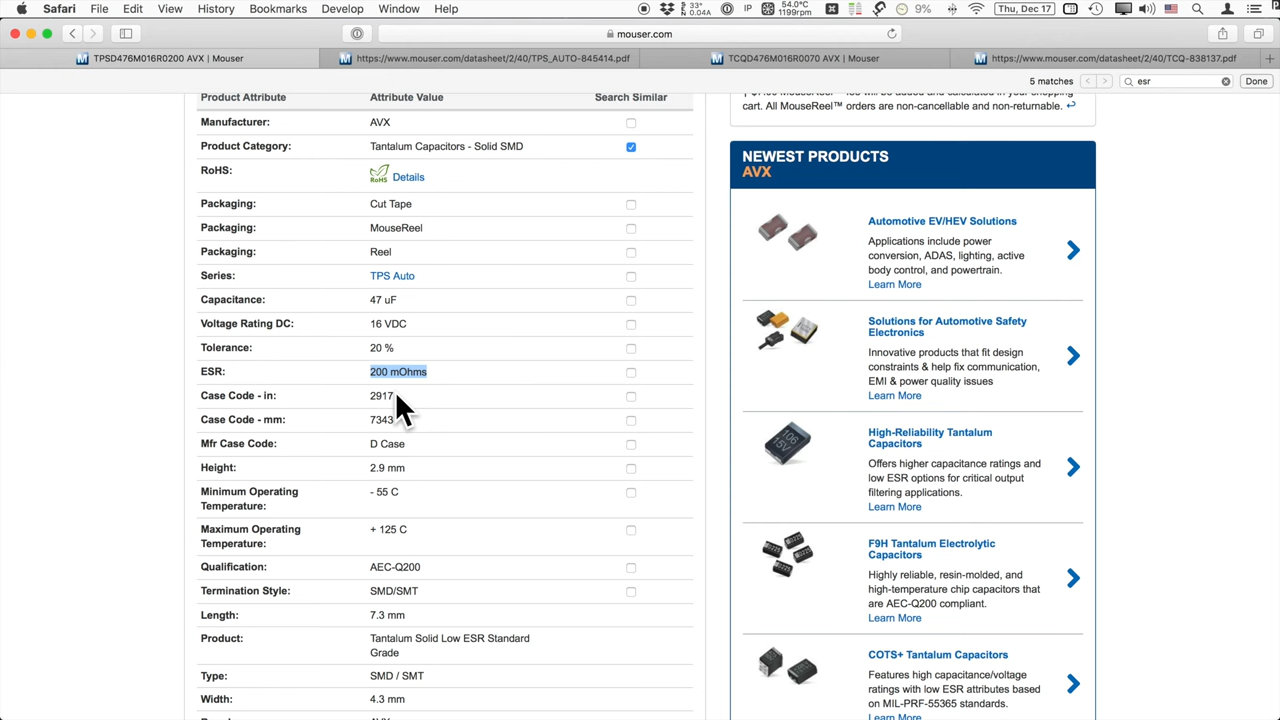 Safari File Edit View History Bookmarks Develop Window Help
33° 0.04A IP 54.0°C 1199rpm 9% Thu, Dec 17
mouser.com
TPSD476M016R0200 AVX | Mouser
https://www.mouser.com/datasheet/2/40/TPS_AUTO-845414.pdf
TCQD476M016R0070 AVX | Mouser
https://www.mouser.com/datasheet/2/40/TCQ-838137.pdf
5 matches
esr
Done
Product Attribute Attribute Value Search Similar
Manufacturer: AVX
Product Category: Tantalum Capacitors - Solid SMD
RoHS: RoHS Details
Packaging: Cut Tape
Packaging: MouseReel
Packaging: Reel
Series: TPS Auto
Capacitance: 47 uF
Voltage Rating DC: 16 VDC
Tolerance: 20 %
ESR: 200 mOhms
Case Code - in: 2917
Case Code - mm: 7343
Mfr Case Code: D Case
Height: 2.9 mm
Minimum Operating Temperature: - 55 C
Maximum Operating Temperature: + 125 C
Qualification: AEC-Q200
Termination Style: SMD/SMT
Length: 7.3 mm
Product: Tantalum Solid Low ESR Standard
Grade
Type: SMD / SMT
Width: 4.3 mm
cart. All MouseReel™ orders are non-cancellable and non-returnable.
NEWEST PRODUCTS
AVX
Automotive EV/HEV Solutions
Applications include power
conversion, ADAS, lighting, active
body control, and powertrain.
Learn More
Solutions for Automotive Safety
Electronics
Innovative products that fit design
constraints & help fix communication,
EMI & power quality issues
Learn More
106
15V
High-Reliability Tantalum
Capacitors
Offers higher capacitance ratings and
low ESR options for critical output
filtering applications.
Learn More
F9H Tantalum Electrolytic
Capacitors
Highly reliable, resin-molded, and
high-temperature chip capacitors that
are AEC-Q200 compliant.
Learn More
COTS+ Tantalum Capacitors
Features high capacitance/voltage
ratings with low ESR attributes based
on MIL-PRF-55365 standards.
Learn More